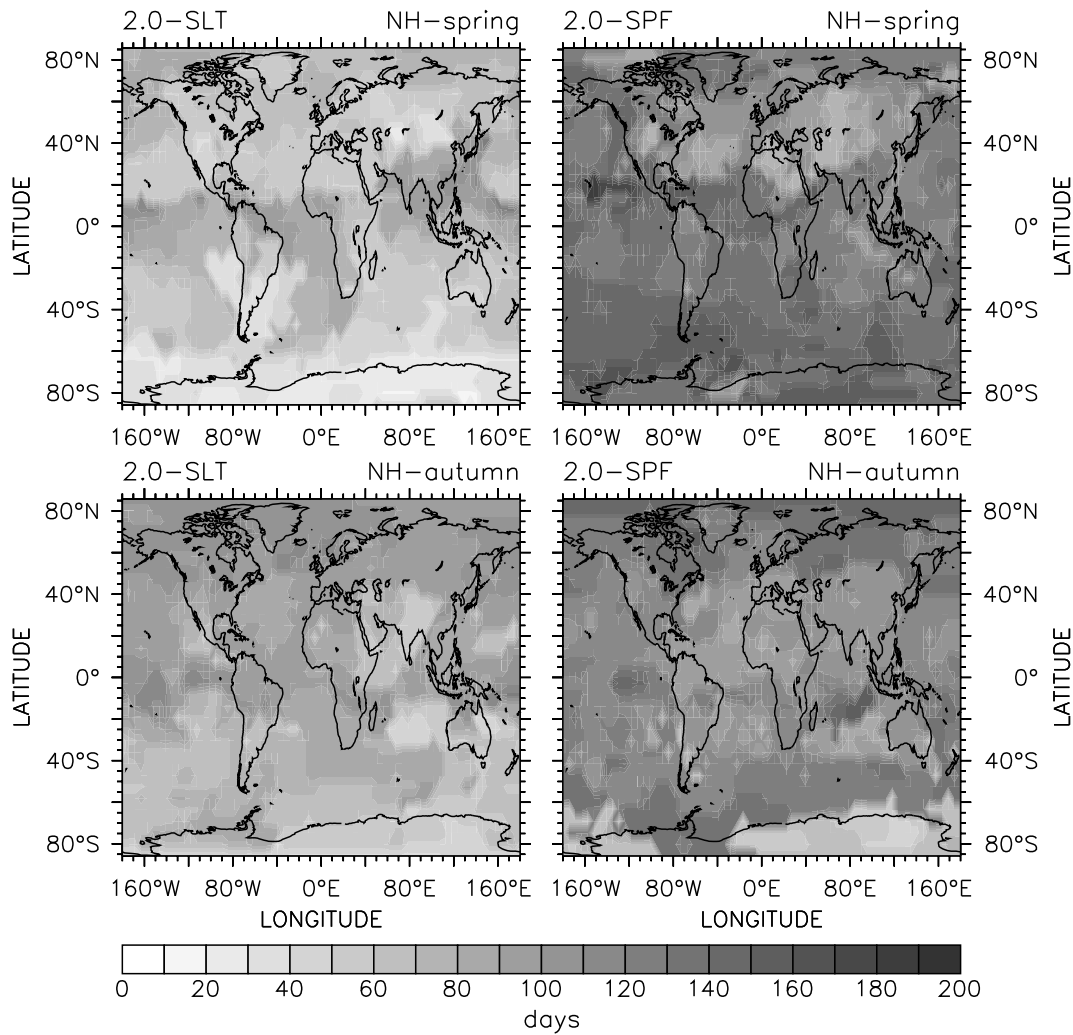 2.0-SLT NH-spring 2.0-SPF NH-spring
80°N 80°N
40°N 40°N
0° 0°
40°S 40°S
80°S 80°S
LATITUDE LATITUDE
160°W 80°W 0°E 80°E 160°E 160°W 80°W 0°E 80°E 160°E
2.0-SLT NH-autumn 2.0-SPF NH-autumn
80°N 80°N
40°N 40°N
0° 0°
40°S 40°S
80°S 80°S
LATITUDE LATITUDE
160°W 80°W 0°E 80°E 160°E 160°W 80°W 0°E 80°E 160°E
LONGITUDE LONGITUDE
0 20 40 60 80 100 120 140 160 180 200
days